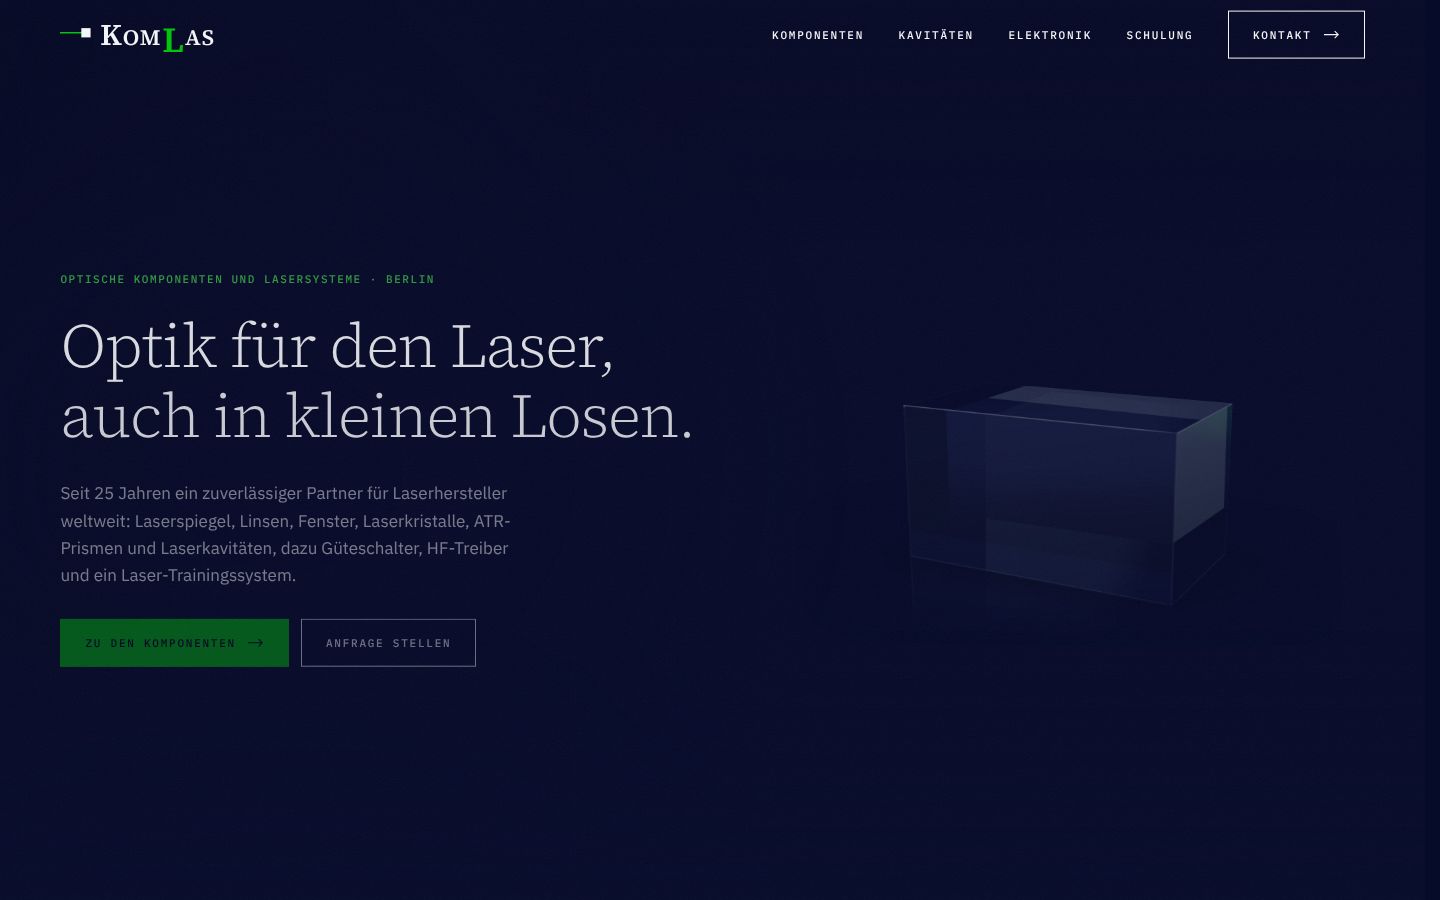 KomLas
KOMPONENTEN
KAVITÄTEN
ELEKTRONIK
SCHULUNG
KONTAKT →
OPTISCHE KOMPONENTEN UND LASERSYSTEME · BERLIN
Optik für den Laser,
auch in kleinen Losen.
Seit 25 Jahren ein zuverlässiger Partner für Laserhersteller
weltweit: Laserspiegel, Linsen, Fenster, Laserkristalle, ATR-
Prismen und Laserkavitäten, dazu Güteschalter, HF-Treiber
und ein Laser-Trainingssystem.
ZU DEN KOMPONENTEN →
ANFRAGE STELLEN